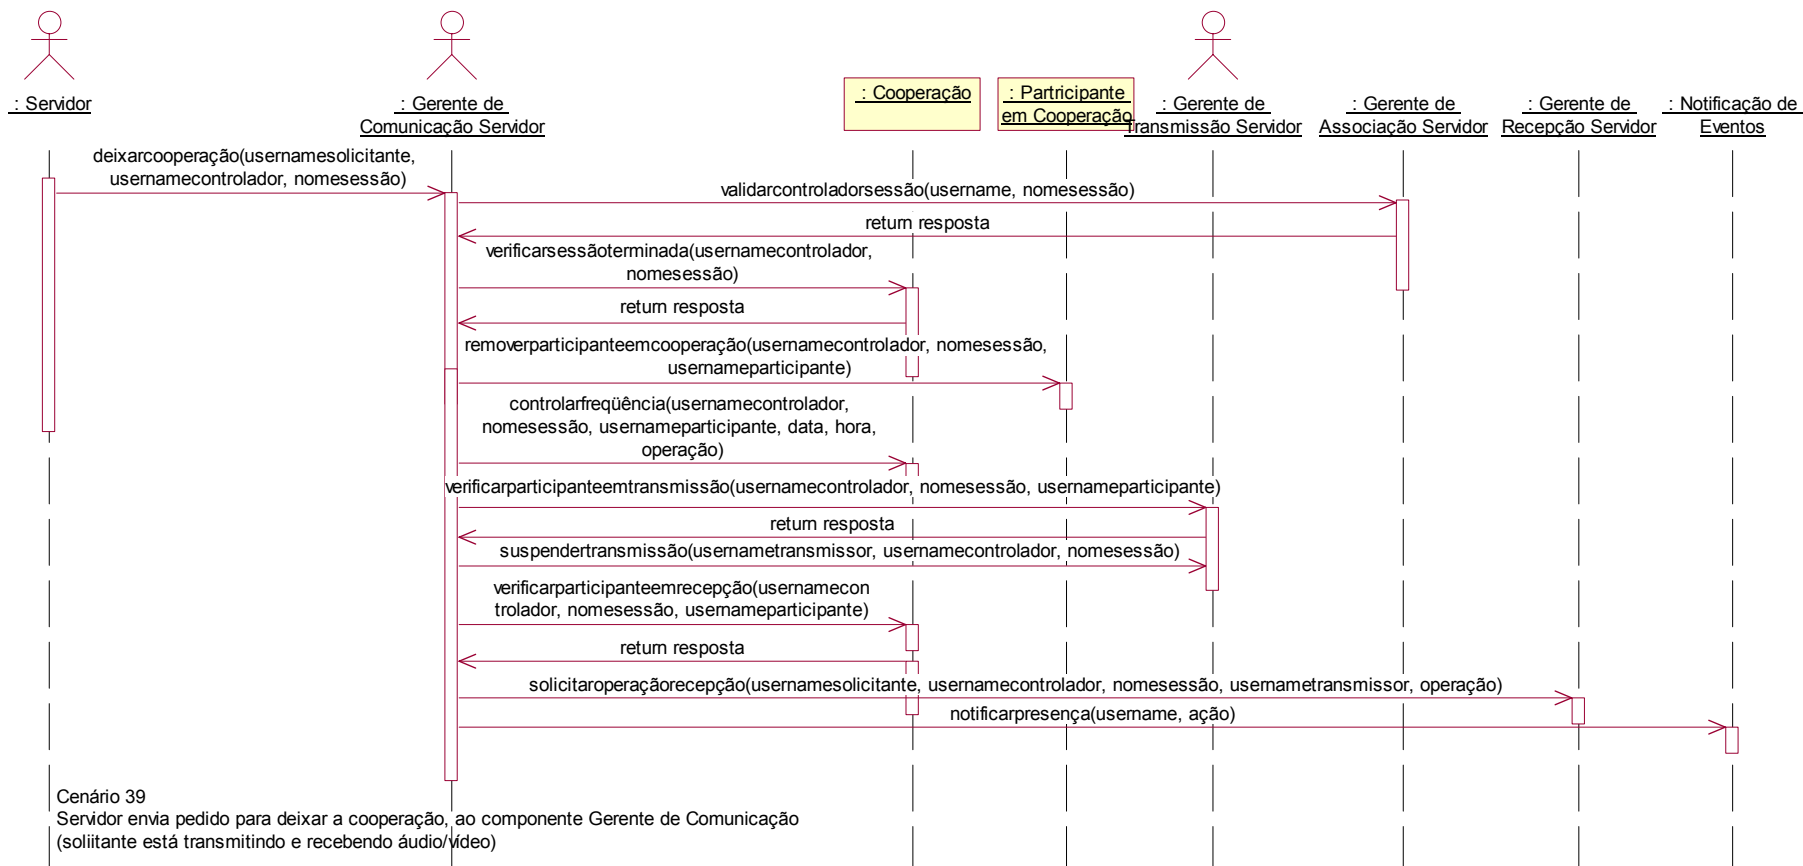 : Servidor
: Gerente de
Comunicação Servidor
: Cooperação
: Partricipante
em Cooperação
: Gerente de
Transmissão Servidor
: Gerente de
Associação Servidor
: Gerente de
Recepção Servidor
: Notificação de
Eventos
deixarcooperação(usernamesolicitante,
usernamecontrolador, nomesessão)
validarcontroladorsessão(username, nomesessão)
return resposta
verificarsessãoterminada(usernamecontrolador,
nomesessão)
return resposta
removerparticipanteemcooperação(usernamecontrolador, nomesessão,
usernameparticipante)
controlarfreqüência(usernamecontrolador,
nomesessão, usernameparticipante, data, hora,
operação)
verificarparticipanteemtransmissão(usernamecontrolador, nomesessão, usernameparticipante)
return resposta
suspendertransmissão(usernametransmissor, usernamecontrolador, nomesessão)
verificarparticipanteemrecepção(usernamecon
trolador, nomesessão, usernameparticipante)
return resposta
solicitaroperaçãorecepção(usernamesolicitante, usernamecontrolador, nomesessão, usernametransmissor, operação)
notificarpresença(username, ação)
Cenário 39
Servidor envia pedido para deixar a cooperação, ao componente Gerente de Comunicação
(soliitante está transmitindo e recebendo áudio/vídeo)